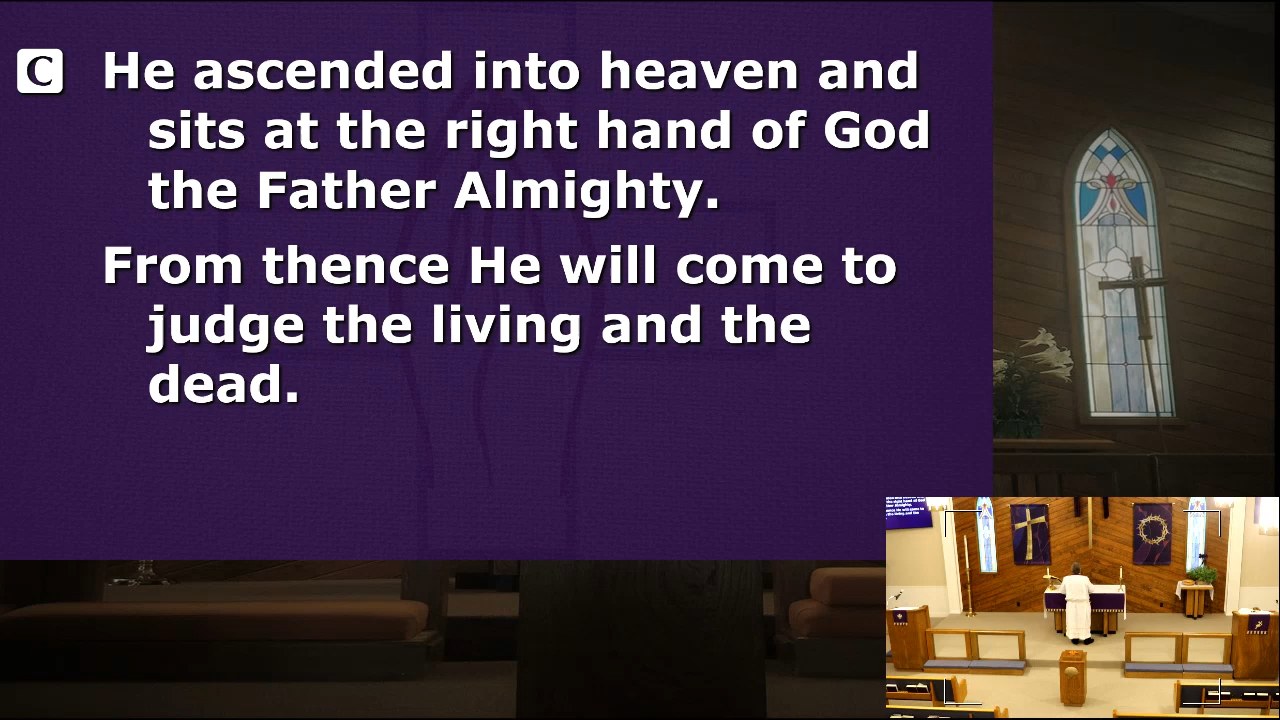 C He ascended into heaven and
sits at the right hand of God
the Father Almighty.
From thence He will come to
judge the living and the
dead.